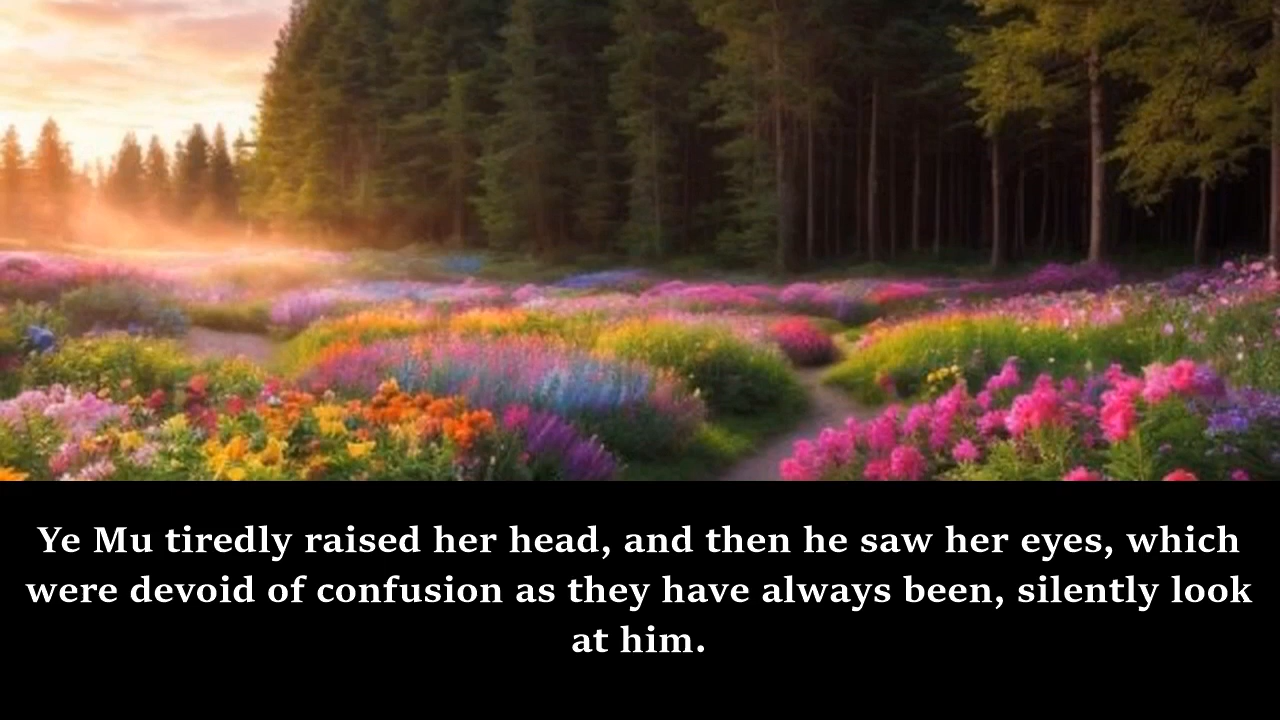 Ye Mu tiredly raised her head, and then he saw her eyes, which
were devoid of confusion as they have always been, silently look
at him.